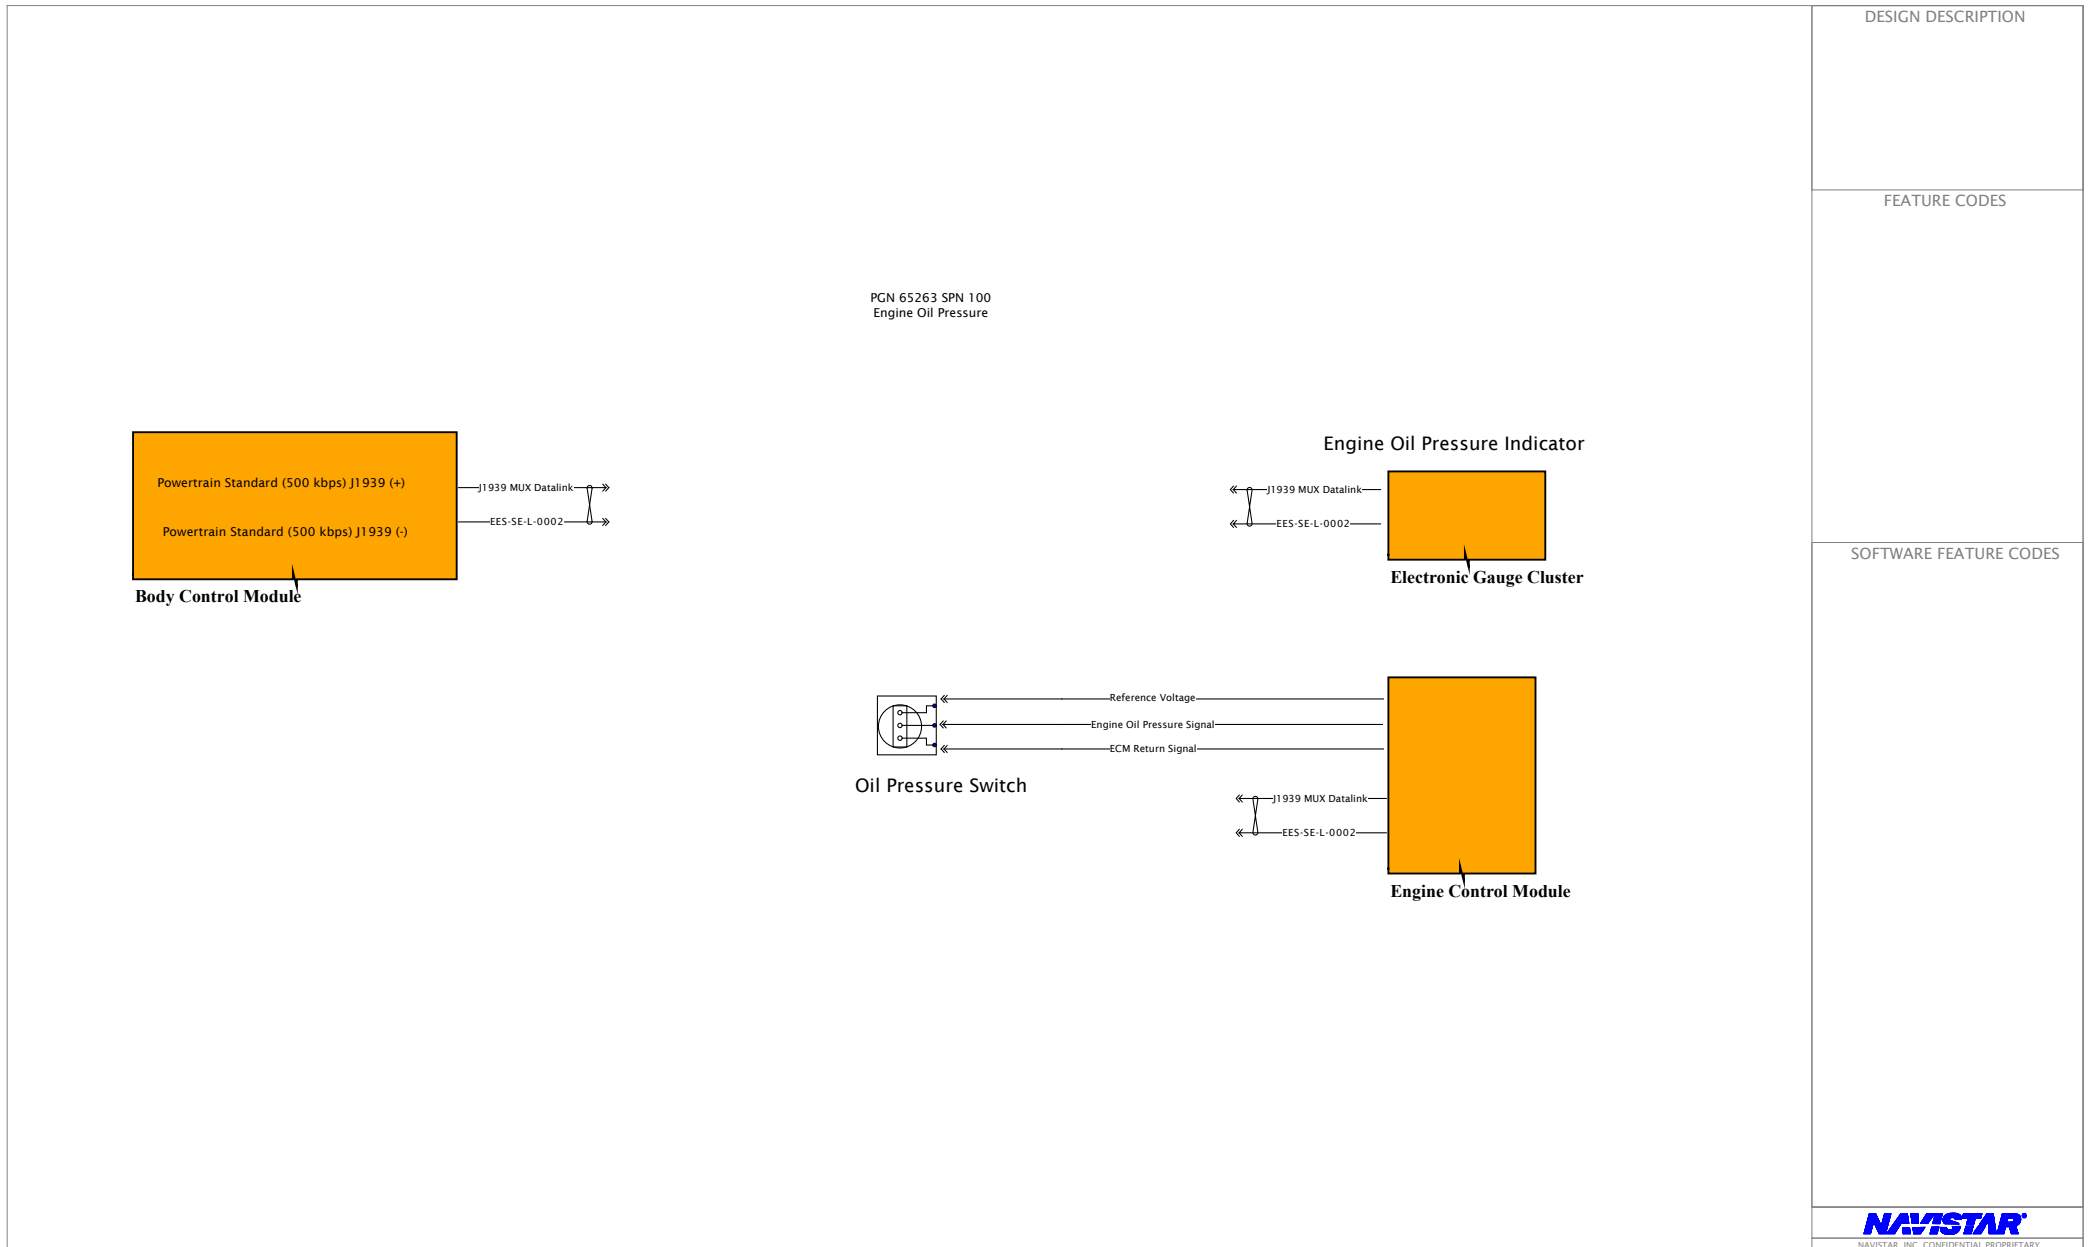 DESIGN DESCRIPTION
FEATURE CODES
PGN 65263 SPN 100
Engine Oil Pressure
Engine Oil Pressure Indicator
Powertrain Standard (500 kbps) J1939 (+)
J1939 MUX Datalink
EES-SE-L-0002
Powertrain Standard (500 kbps) J1939 (-)
Body Control Module
J1939 MUX Datalink
EES-SE-L-0002
Electronic Gauge Cluster
SOFTWARE FEATURE CODES
Reference Voltage
Engine Oil Pressure Signal
ECM Return Signal
Oil Pressure Switch
J1939 MUX Datalink
EES-SE-L-0002
Engine Control Module
NAVISTAR
NAVISTAR, INC. CONFIDENTIAL PROPRIETARY